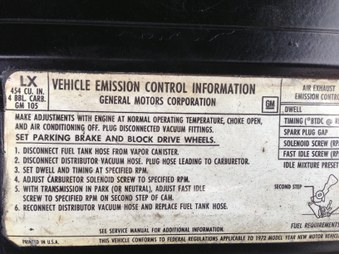 LX
454 CU. IN.
4 BBL. CARB.
GM 105
VEHICLE EMISSION CONTROL INFORMATION
GENERAL MOTORS CORPORATION
GM
MAKE ADJUSTMENTS WITH ENGINE AT NORMAL OPERATING TEMPERATURE, CHOKE OPEN,
AND AIR CONDITIONING OFF. PLUG DISCONNECTED VACUUM FITTINGS.
SET PARKING BRAKE AND BLOCK DRIVE WHEELS.
1. DISCONNECT FUEL TANK HOSE FROM VAPOR CANISTER.
2. DISCONNECT DISTRIBUTOR VACUUM HOSE. PLUG HOSE LEADING TO CARBURETOR.
3. SET DWELL AND TIMING AT SPECIFIED RPM.
4. ADJUST CARBURETOR SOLENOID SCREW TO SPECIFIED RPM.
5. WITH TRANSMISSION IN PARK (OR NEUTRAL), ADJUST FAST IDLE
SCREW TO SPECIFIED RPM ON SECOND STEP OF CAM.
6. RECONNECT DISTRIBUTOR VACUUM HOSE AND REPLACE FUEL TANK HOSE.
SEE SERVICE MANUAL FOR ADDITIONAL INFORMATION.
PRINTED IN U.S.A.
THIS VEHICLE CONFORMS TO FEDERAL REGULATIONS APPLICABLE TO 1972 MODEL YEAR NEW MOTOR
AIR EXHAUST
EMISSION
DWELL
TIMING (°BTDC @
SPARK PLUG GAP
SOLENOID SCREW
FAST IDLE SCREW
IDLE MIXTURE PRESET
SECOND STEP
FUEL REQUIREMENTS